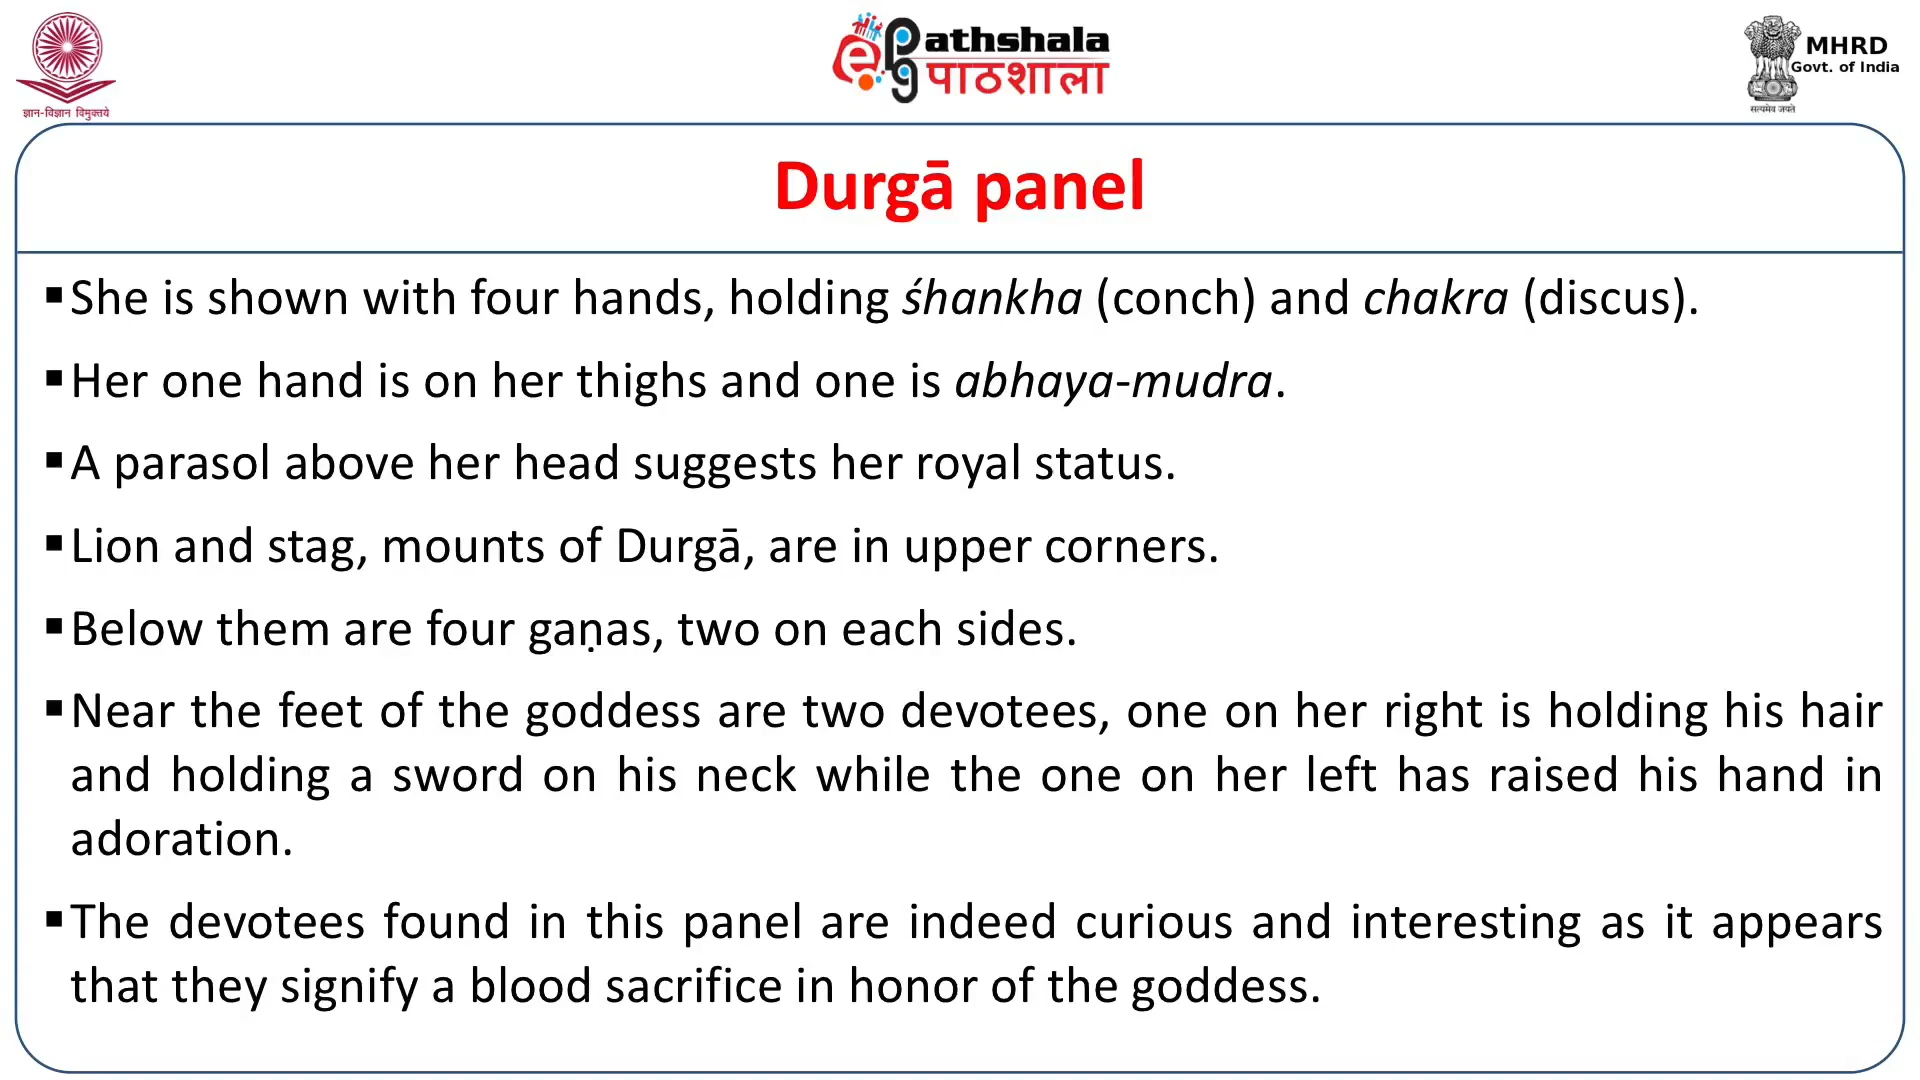 ज्ञान-विज्ञान विमुक्तये
ePG Pathshala
पाठशाला
MHRD
Govt. of India
सत्यमेव जयते
Durgā panel
▪She is shown with four hands, holding śhankha (conch) and chakra (discus).
▪Her one hand is on her thighs and one is abhaya-mudra.
▪A parasol above her head suggests her royal status.
▪Lion and stag, mounts of Durgā, are in upper corners.
▪Below them are four gaṇas, two on each sides.
▪Near the feet of the goddess are two devotees, one on her right is holding his hair
and holding a sword on his neck while the one on her left has raised his hand in
adoration.
▪The devotees found in this panel are indeed curious and interesting as it appears
that they signify a blood sacrifice in honor of the goddess.